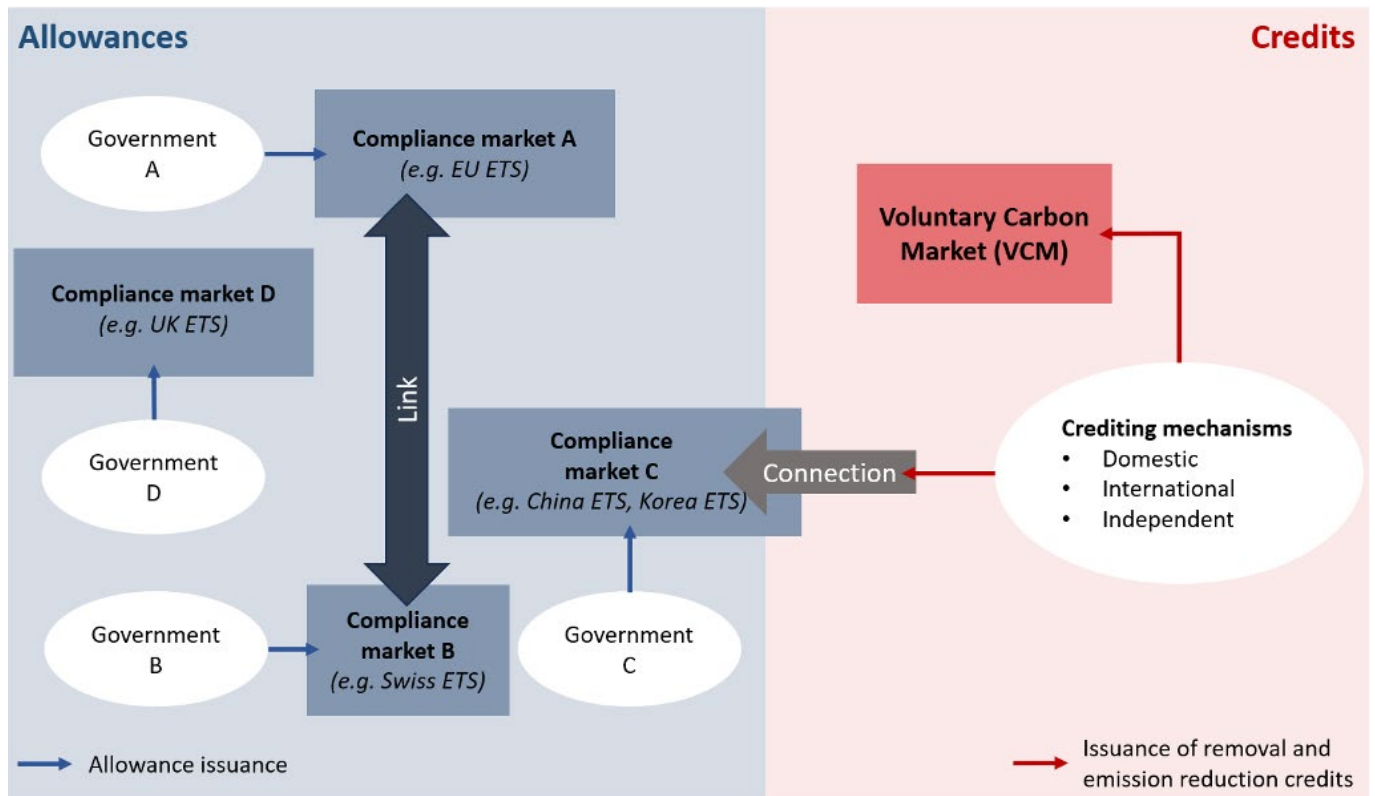 Allowances
Credits
Government
A
Compliance market A
(e.g. EU ETS)
Voluntary Carbon
Market (VCM)
Compliance market D
(e.g. UK ETS)
Government
D
Link
Compliance
market C
(e.g. China ETS, Korea ETS)
Connection
Crediting mechanisms
• Domestic
• International
• Independent
Government
B
Compliance
market B
(e.g. Swiss ETS)
Government
C
Allowance issuance
Issuance of removal and
emission reduction credits